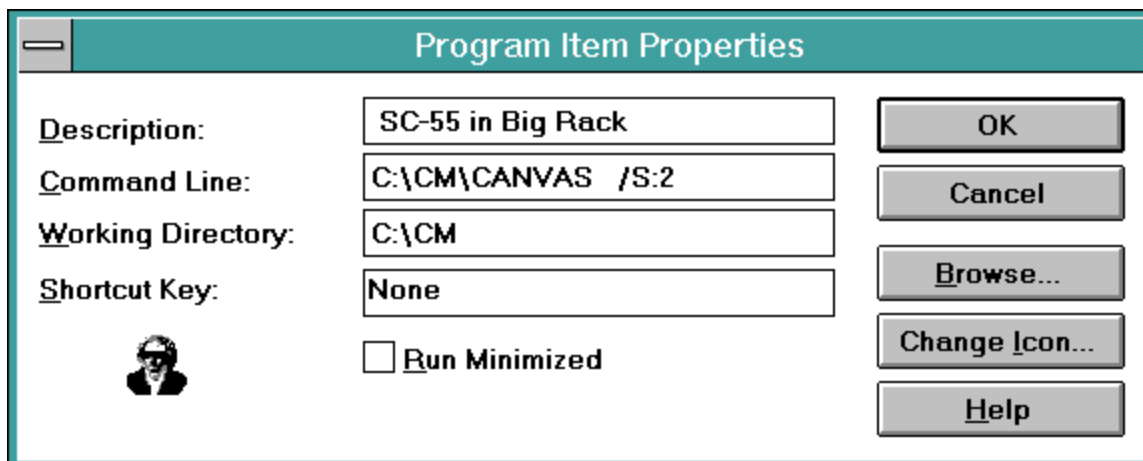 Program Item Properties
Description: SC-55 in Big Rack
OK
Command Line: C:\CM\CANVAS /S:2
Cancel
Working Directory: C:\CM
Browse...
Shortcut Key: None
Change Icon...
Run Minimized
Help